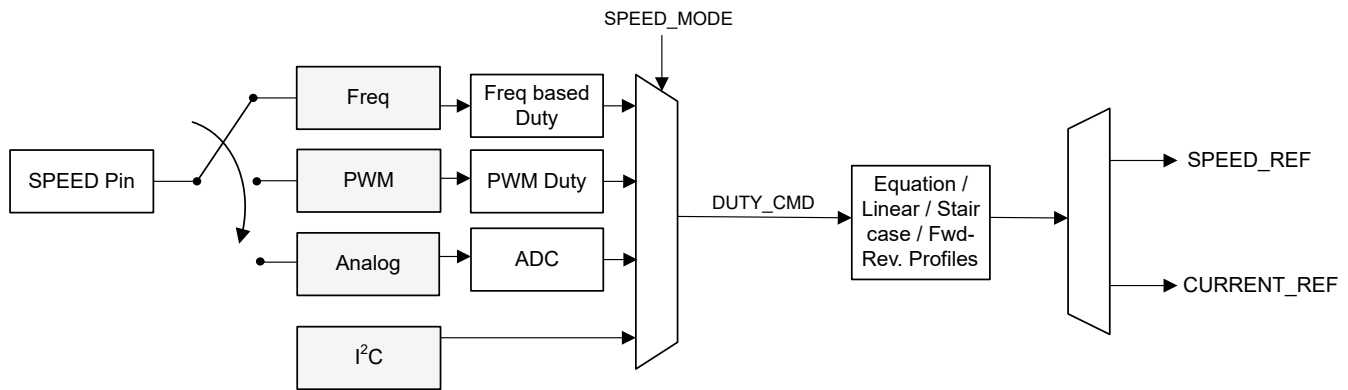 SPEED_MODE
SPEED Pin
Freq
Freq based
Duty
PWM
PWM Duty
Analog
ADC
I²C
DUTY_CMD
Equation /
Linear / Stair
case / Fwd-
Rev. Profiles
SPEED_REF
CURRENT_REF